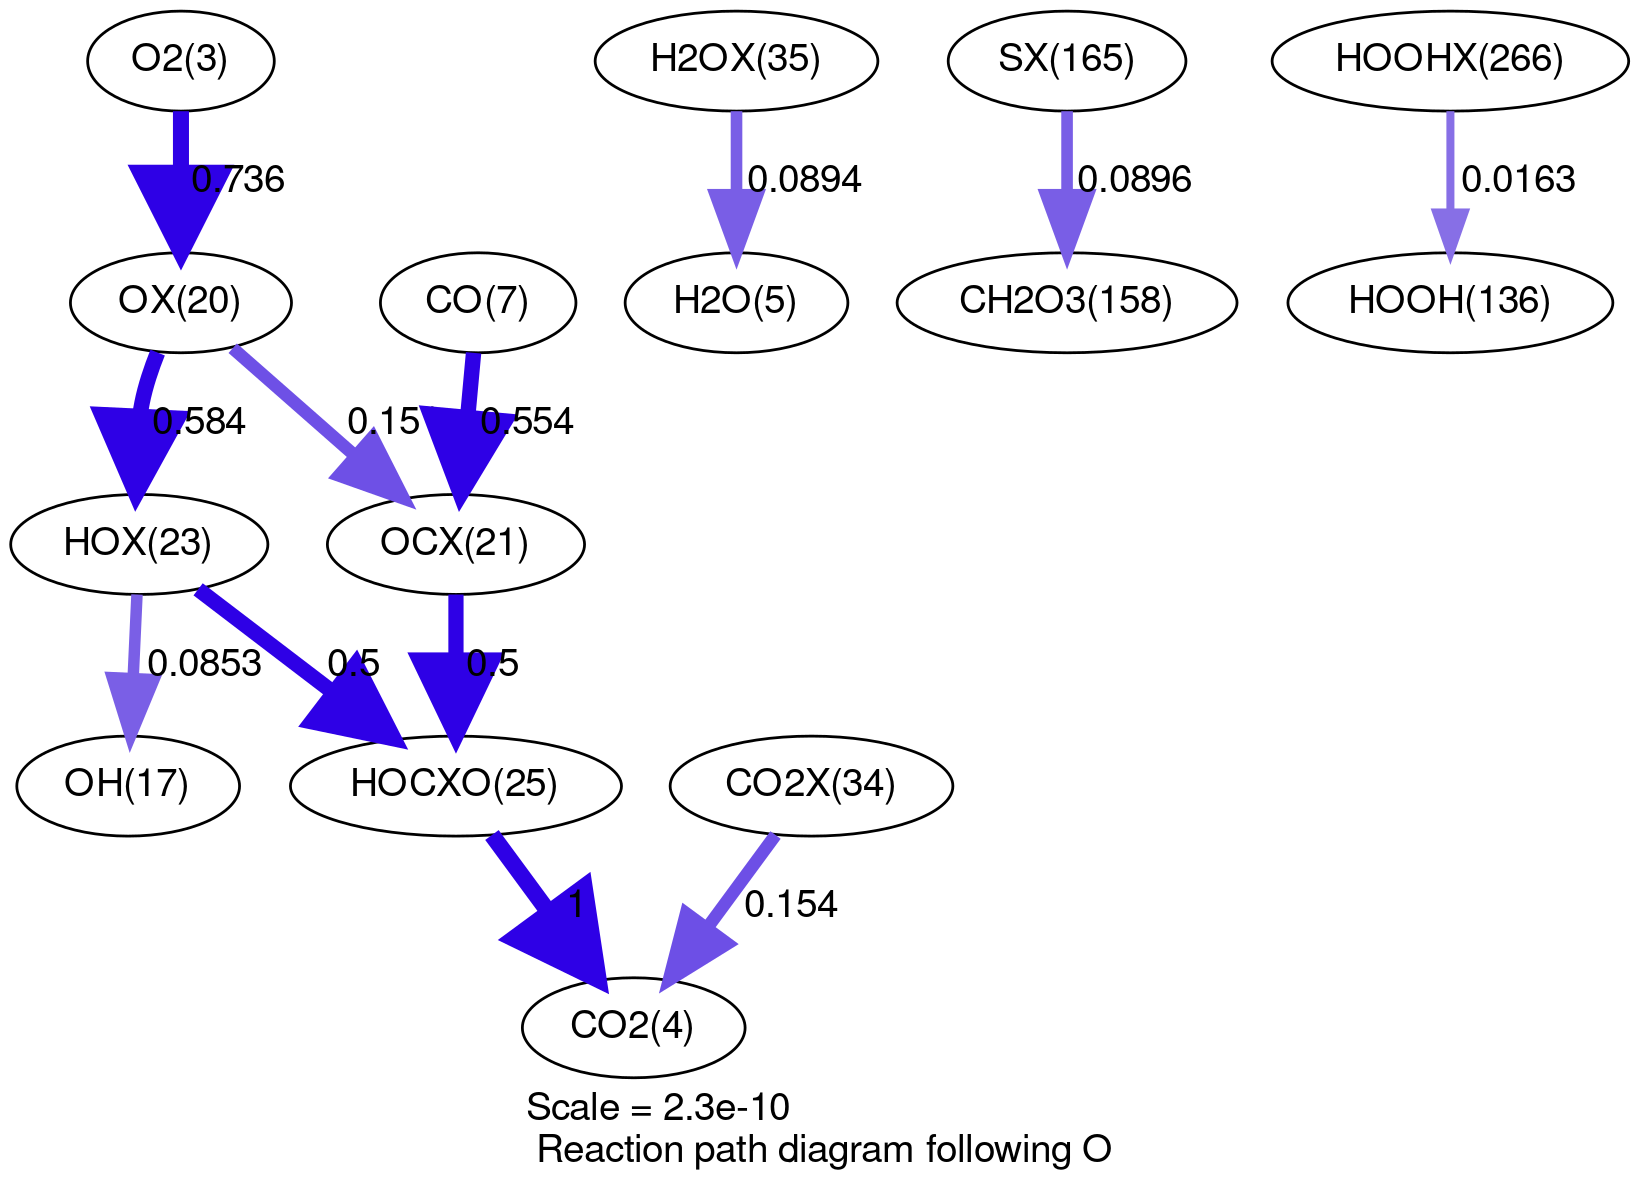 O2(3)
H2OX(35)
SX(165)
HOOHX(266)
0.736
0.0894
0.0896
0.0163
OX(20)
CO(7)
H2O(5)
CH2O3(158)
HOOH(136)
0.584
0.15
0.554
HOX(23)
OCX(21)
0.0853
0.5
0.5
OH(17)
HOCXO(25)
CO2X(34)
1
0.154
CO2(4)
Scale = 2.3e-10
Reaction path diagram following O